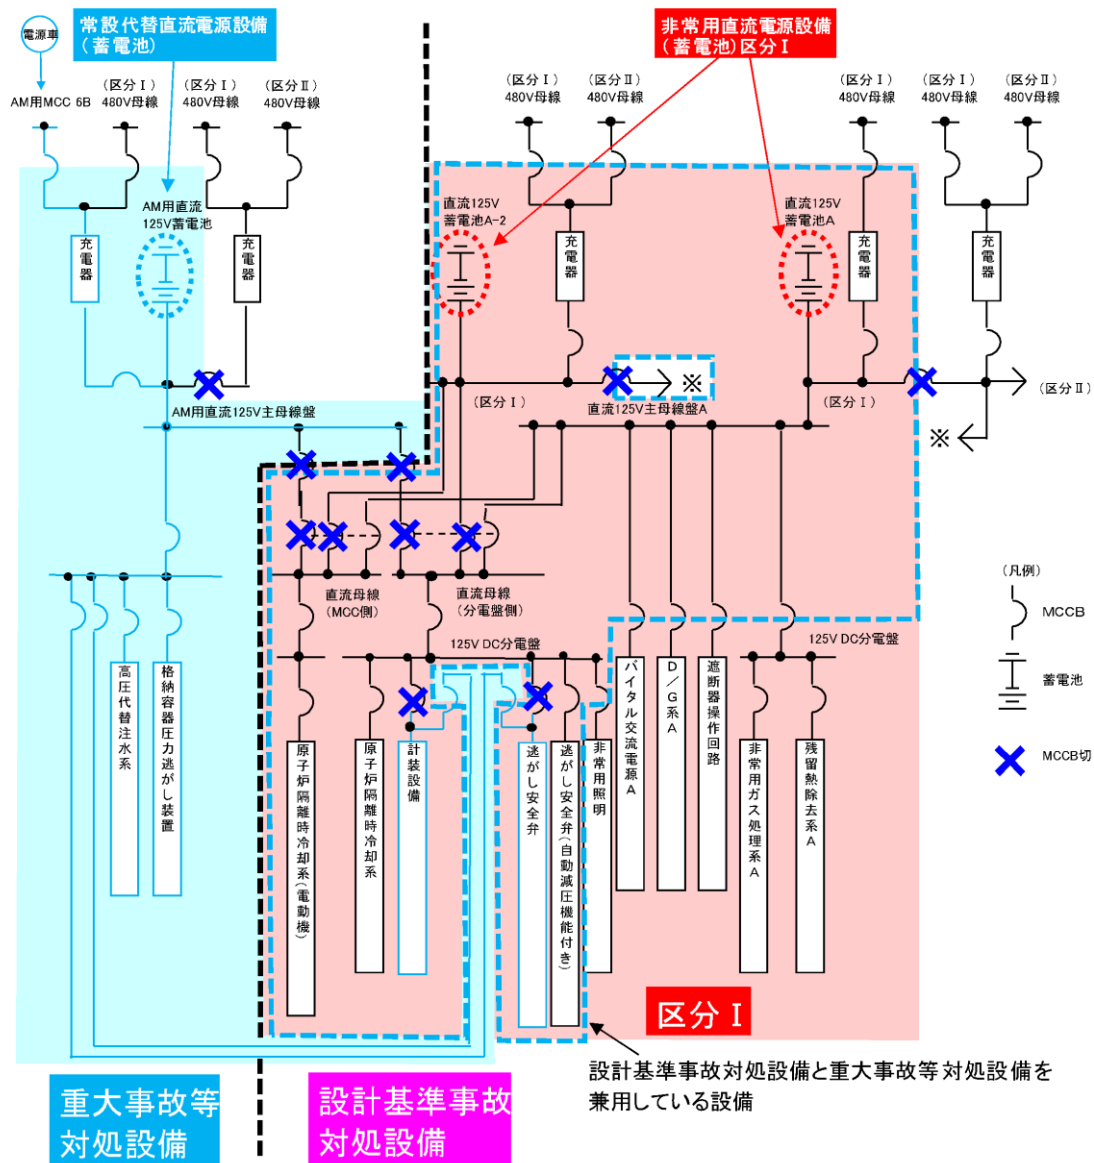 電源車
常設代替直流電源設備
(蓄電池)
非常用直流電源設備
(蓄電池)区分Ⅰ
AM用MCC 6B
(区分Ⅰ)
480V母線
(区分Ⅰ)
480V母線
(区分Ⅱ)
480V母線
(区分Ⅰ)
480V母線
(区分Ⅱ)
480V母線
(区分Ⅰ)
480V母線
(区分Ⅰ)
480V母線
(区分Ⅱ)
480V母線
AM用直流
125V蓄電池
直流125V
蓄電池A-2
直流125V
蓄電池A
充電器
充電器
充電器
充電器
充電器
※
(区分Ⅱ)
AM用直流125V主母線盤
(区分Ⅰ)
直流125V主母線盤A
(区分Ⅰ)
※
直流母線
(MCC側)
直流母線
(分電盤側)
125V DC分電盤
125V DC分電盤
(凡例)
MCCB
蓄電池
MCCB切
高圧代替注水系
格納容器圧力逃がし装置
原子炉隔離時冷却系(電動機)
原子炉隔離時冷却系
計装設備
逃がし安全弁
逃がし安全弁(自動減圧機能付き)
非常用照明
バイタル交流電源A
D/G系A
遮断器操作回路
非常用ガス処理系A
残留熱除去系A
区分Ⅰ
設計基準事故対処設備と重大事故等対処設備を
兼用している設備
重大事故等
対処設備
設計基準事故
対処設備